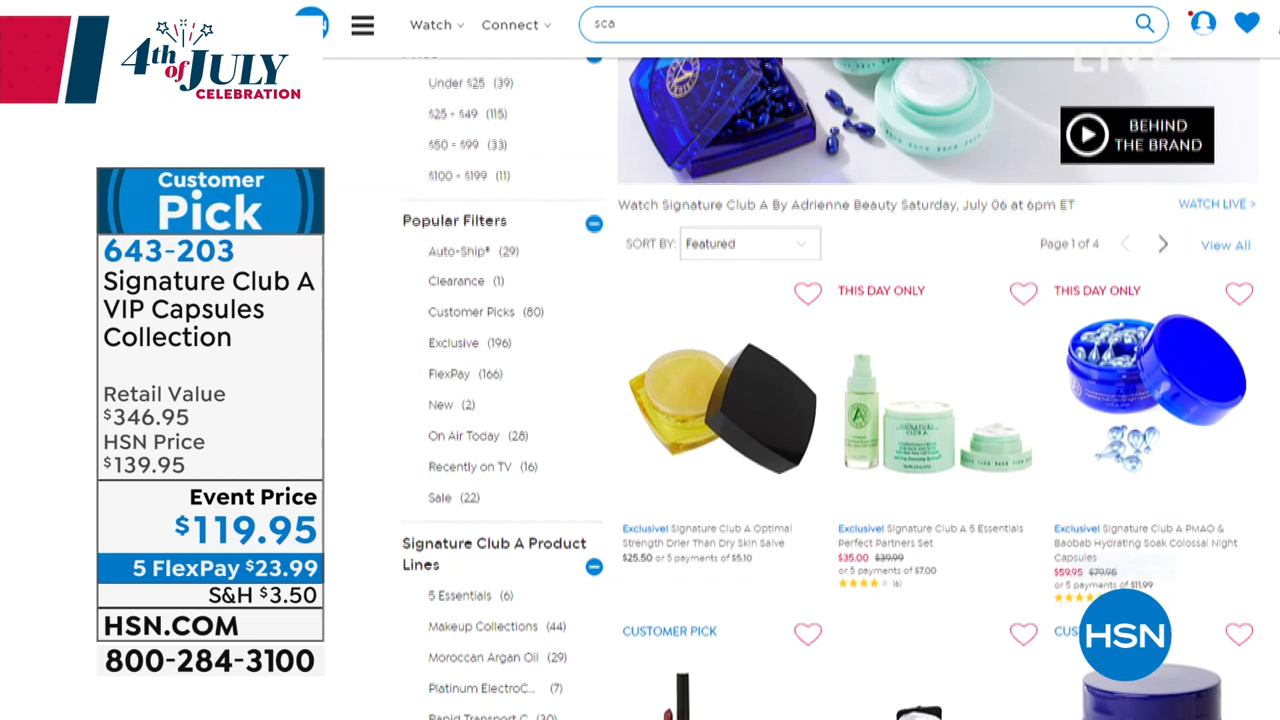 4th of JULY
CELEBRATION
Customer
Pick
643-203
Signature Club A
VIP Capsules
Collection
Retail Value
$346.95
HSN Price
$139.95
Event Price
$119.95
5 FlexPay $23.99
S&H $3.50
HSN.COM
800-284-3100
Watch
Connect
sca
LIVE
Under $25 (39)
$25 - $49 (115)
$50 - $99 (33)
$100 - $199 (11)
Popular Filters
Auto-Ship® (29)
Clearance (1)
Customer Picks (80)
Exclusive (196)
FlexPay (166)
New (2)
On Air Today (28)
Recently on TV (16)
Sale (22)
Signature Club A Product
Lines
5 Essentials (6)
Makeup Collections (44)
Moroccan Argan Oil (29)
Platinum ElectroC... (7)
Rapid Transport C... (30)
BEHIND
THE BRAND
Watch Signature Club A By Adrienne Beauty Saturday, July 06 at 6pm ET
WATCH LIVE >
SORT BY: Featured
Page 1 of 4
View All
THIS DAY ONLY
THIS DAY ONLY
SIGNATURE
CLUB A
Exclusive! Signature Club A Optimal
Strength Drier Than Dry Skin Salve
$25.50 or 5 payments of $5.10
Exclusive! Signature Club A 5 Essentials
Perfect Partners Set
$35.00 $39.99
or 5 payments of $7.00
(6)
Exclusive! Signature Club A PMAO &
Baobab Hydrating Soak Colossal Night
Capsules
$59.95 $79.95
or 5 payments of $11.99
CUSTOMER PICK
CUS
HSN